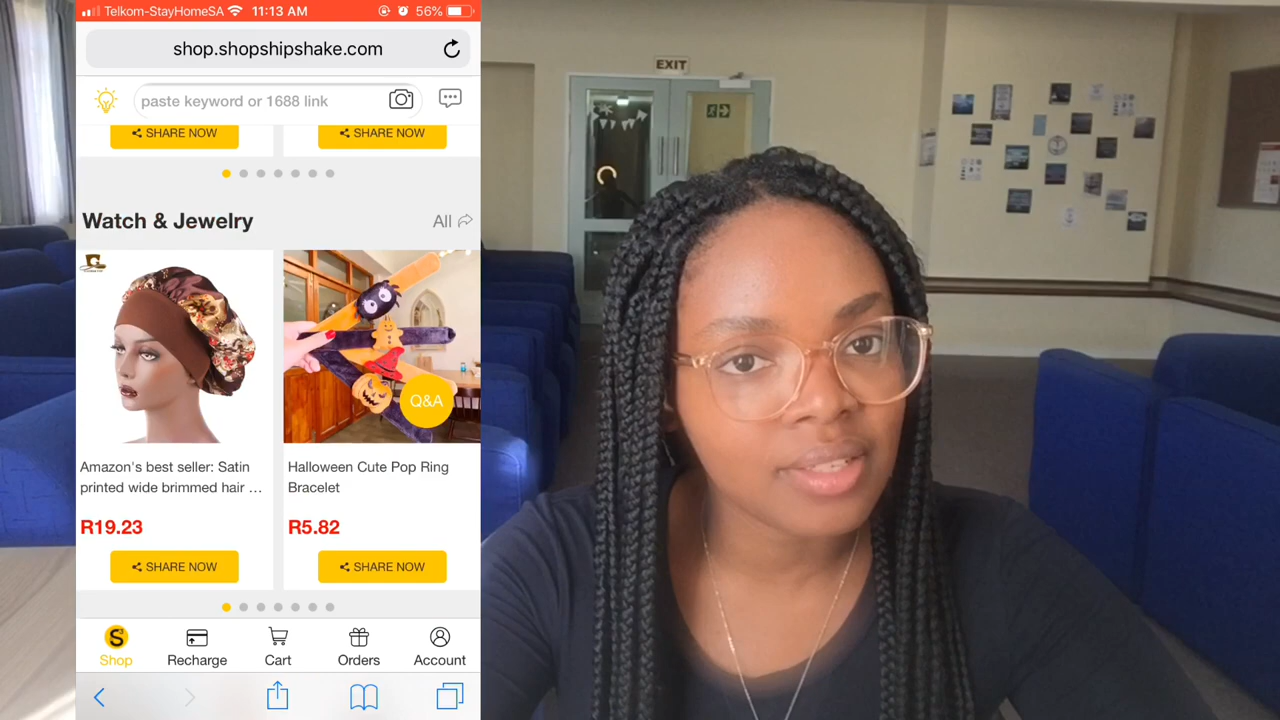 Telkom-StayHomeSA 11:13 AM 56%
shop.shopshipshake.com
paste keyword or 1688 link
SHARE NOW SHARE NOW
Watch & Jewelry All
Q&A
Amazon's best seller: Satin
printed wide brimmed hair ...
R19.23
SHARE NOW
Halloween Cute Pop Ring
Bracelet
R5.82
SHARE NOW
Shop Recharge Cart Orders Account
EXIT